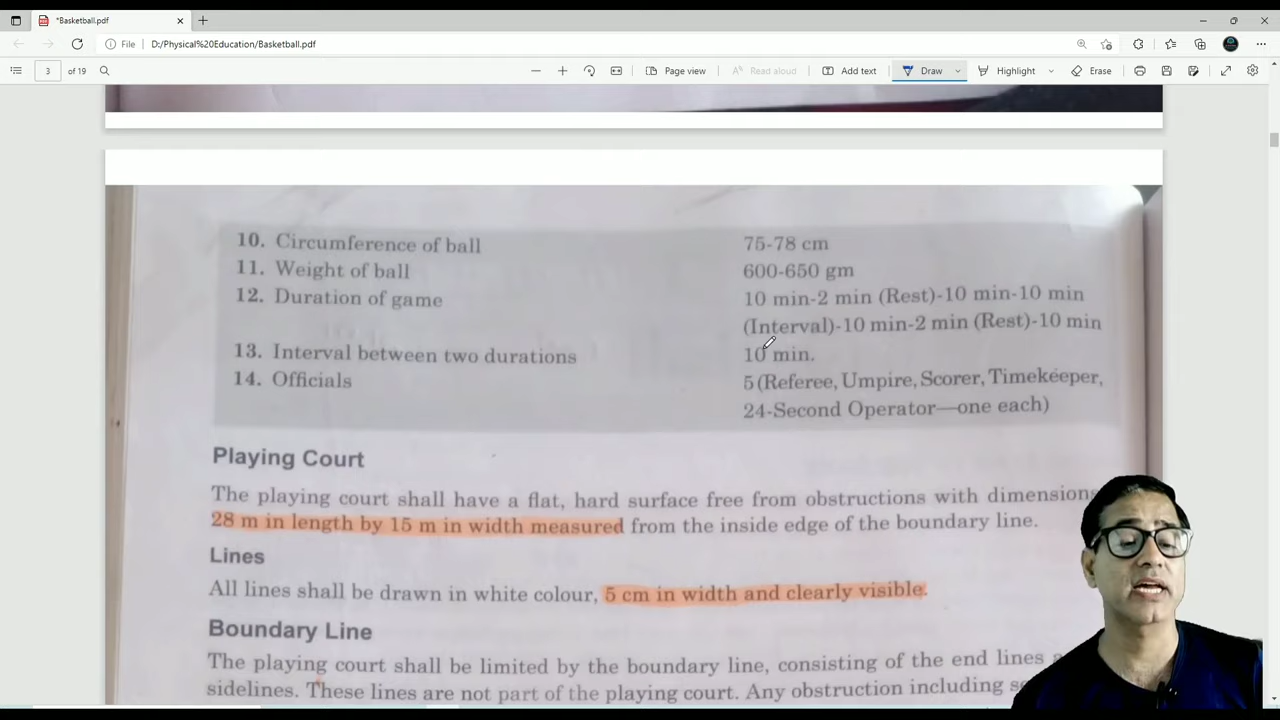 *Basketball.pdf
File D:/Physical%20Education/Basketball.pdf
3 of 19 Page view Read aloud Add text Draw Highlight Erase
10. Circumference of ball 75-78 cm
11. Weight of ball 600-650 gm
12. Duration of game 10 min-2 min (Rest)-10 min-10 min
(Interval)-10 min-2 min (Rest)-10 min
13. Interval between two durations 10 min.
14. Officials 5 (Referee, Umpire, Scorer, Timekeeper,
24-Second Operator—one each)
Playing Court
The playing court shall have a flat, hard surface free from obstructions with dimension
28 m in length by 15 m in width measured from the inside edge of the boundary line.
Lines
All lines shall be drawn in white colour, 5 cm in width and clearly visible.
Boundary Line
The playing court shall be limited by the boundary line, consisting of the end lines
sidelines. These lines are not part of the playing court. Any obstruction including